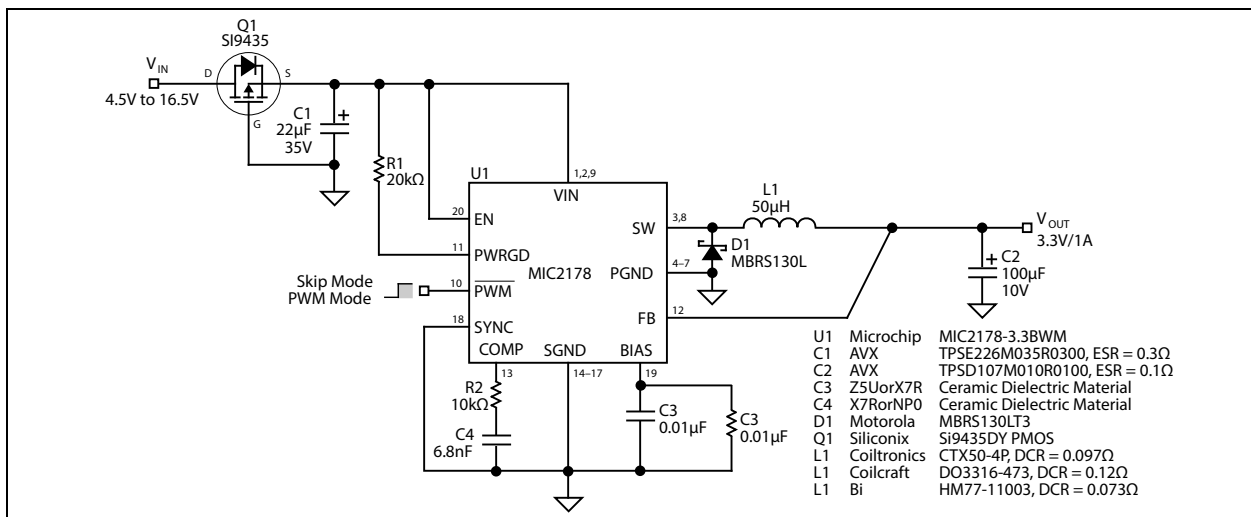 Q1
SI9435
V_IN
D
S
G
4.5V to 16.5V
C1
22µF
35V
+
R1
20kΩ
U1
1,2,9
VIN
20
EN
11
PWRGD
MIC2178
10
PWM
Skip Mode
PWM Mode
18
SYNC
COMP
SGND
BIAS
13
14–17
19
SW
3,8
PGND
4–7
FB
12
L1
50µH
D1
MBRS130L
V_OUT
3.3V/1A
+
C2
100µF
10V
R2
10kΩ
C4
6.8nF
C3
0.01µF
C3
0.01µF
U1 Microchip MIC2178-3.3BWM
C1 AVX TPSE226M035R0300, ESR = 0.3Ω
C2 AVX TPSD107M010R0100, ESR = 0.1Ω
C3 Z5UorX7R Ceramic Dielectric Material
C4 X7RorNP0 Ceramic Dielectric Material
D1 Motorola MBRS130LT3
Q1 Siliconix Si9435DY PMOS
L1 Coiltronics CTX50-4P, DCR = 0.097Ω
L1 Coilcraft DO3316-473, DCR = 0.12Ω
L1 Bi HM77-11003, DCR = 0.073Ω